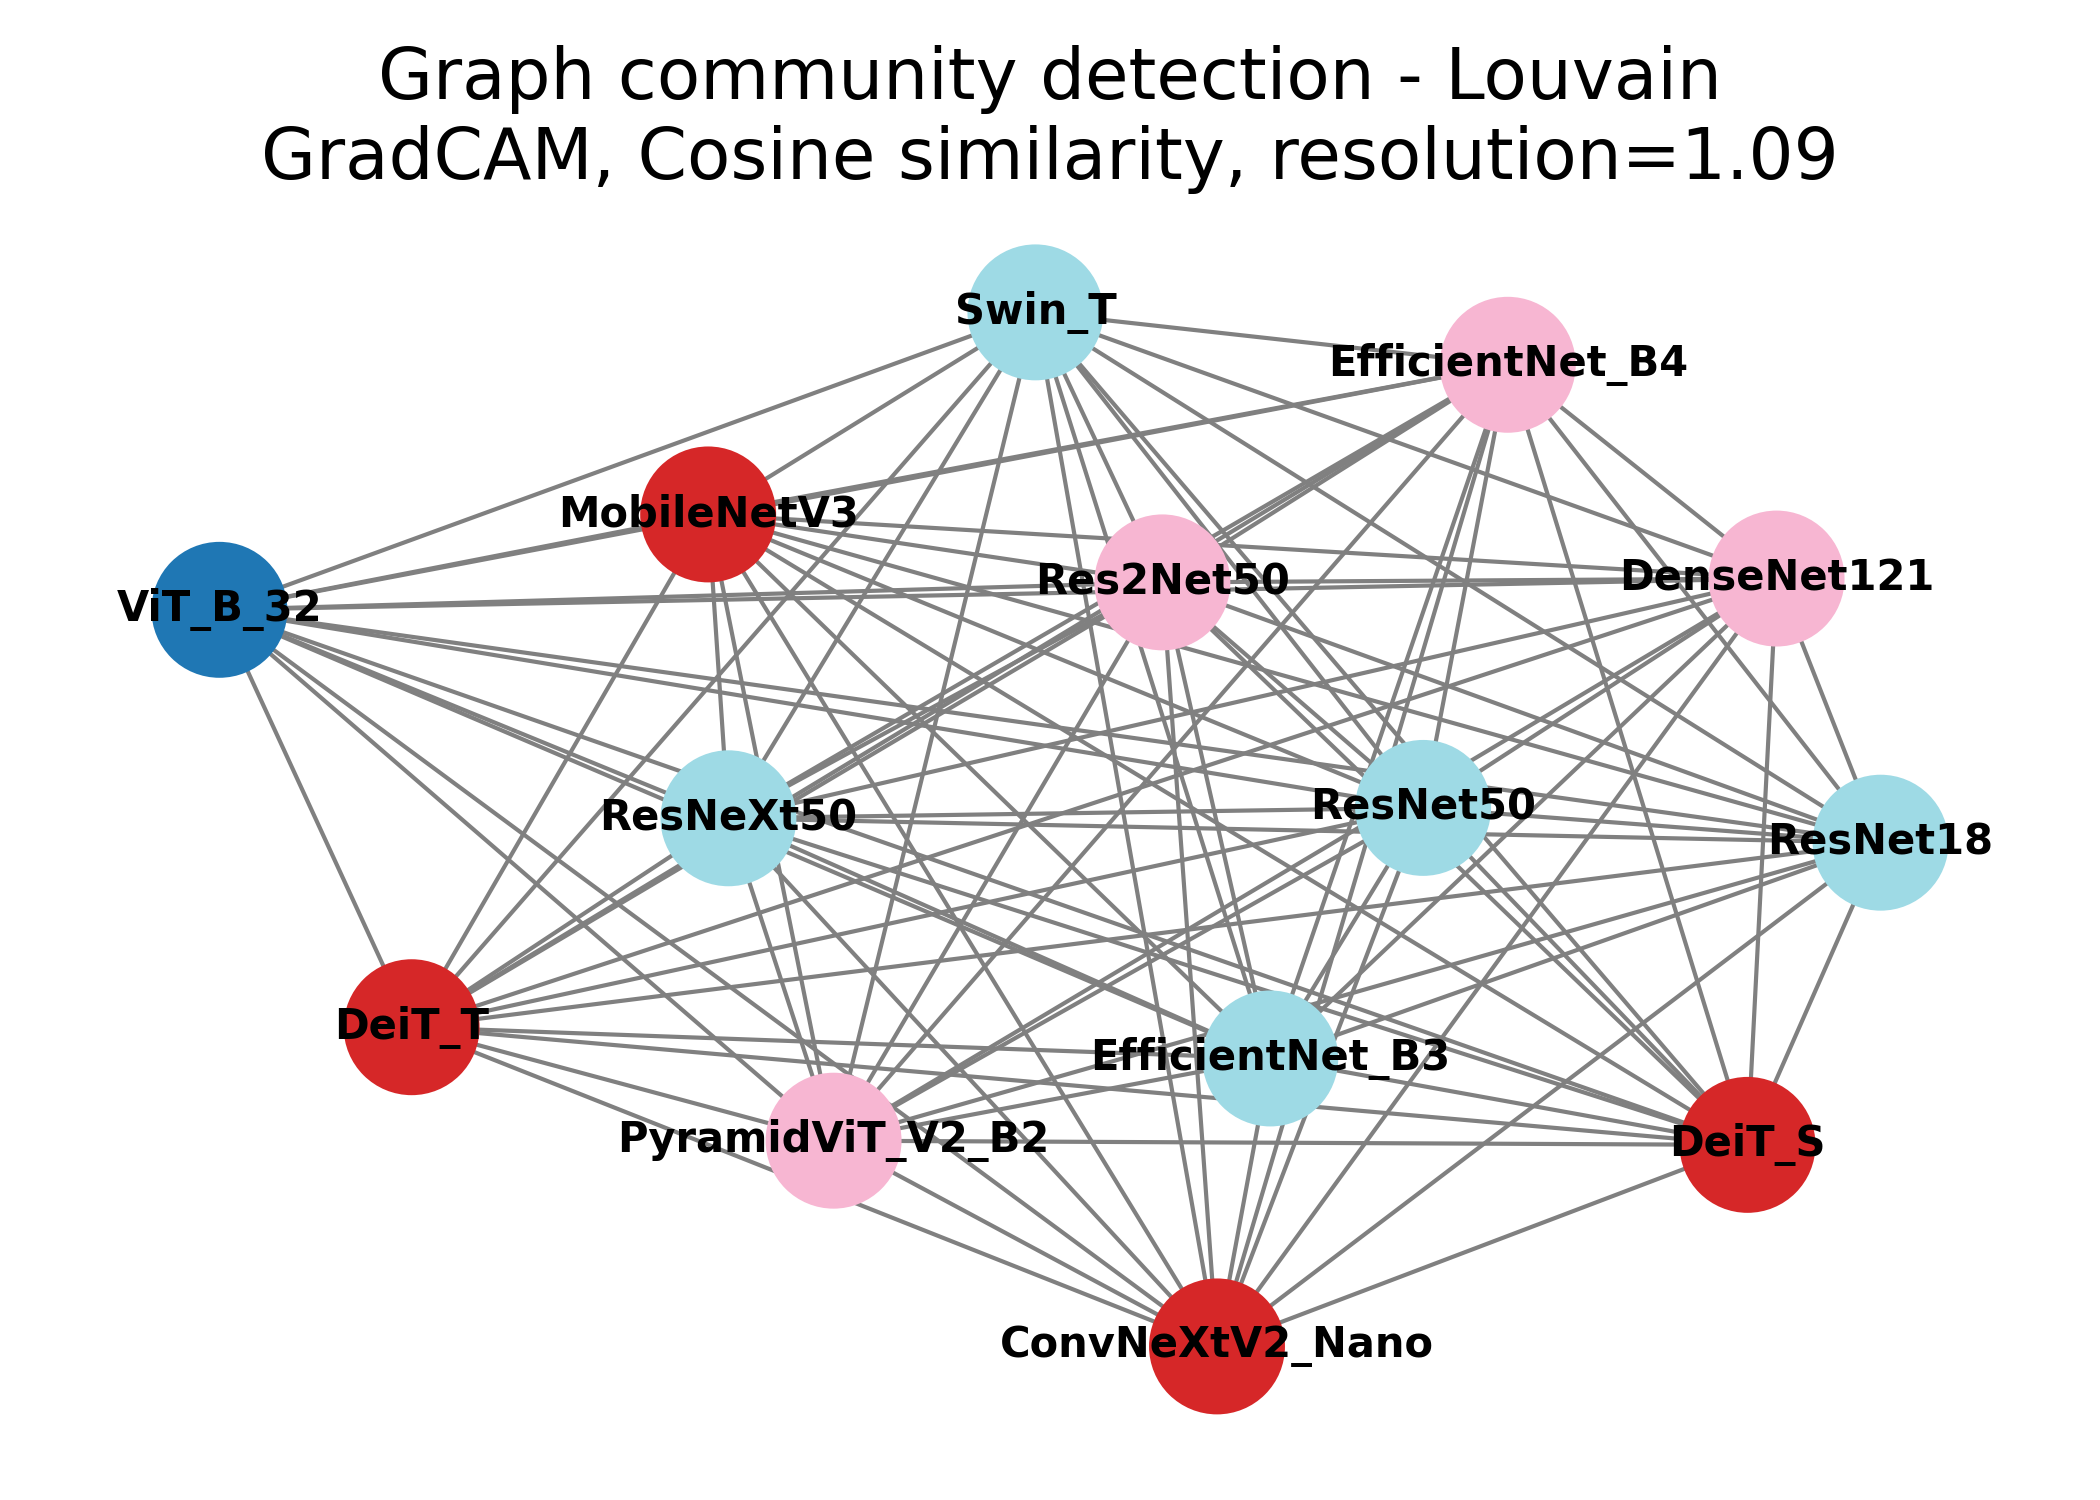 Graph community detection - Louvain
GradCAM, Cosine similarity, resolution=1.09
Swin_T
EfficientNet_B4
MobileNetV3
Res2Net50
DenseNet121
ViT_B_32
ResNeXt50
ResNet50
ResNet18
DeiT_T
EfficientNet_B3
PyramidViT_V2_B2
DeiT_S
ConvNeXtV2_Nano